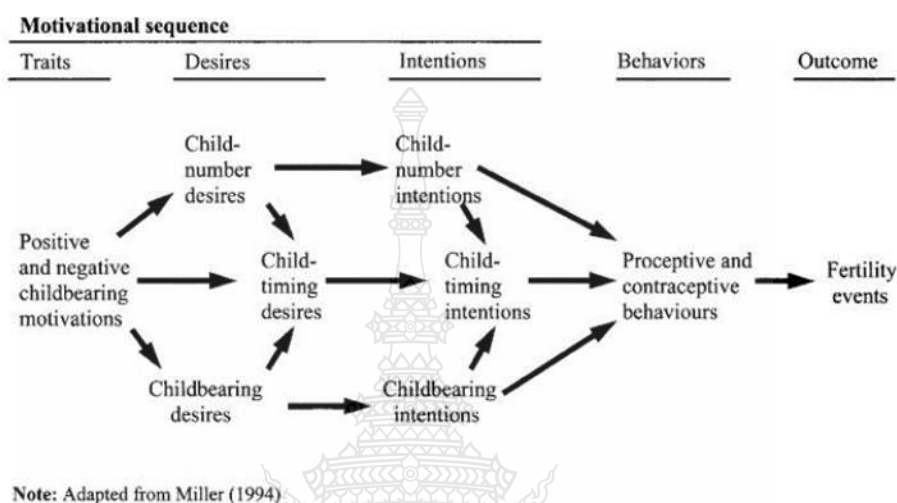 Motivational sequence
Traits
Desires
Intentions
Behaviors
Outcome
Child-
number
desires
Child-
number
intentions
Positive
and negative
childbearing
motivations
Child-
timing
desires
Child-
timing
intentions
Proceptive and
contraceptive
behaviours
Fertility
events
Childbearing
desires
Childbearing
intentions
Note: Adapted from Miller (1994)